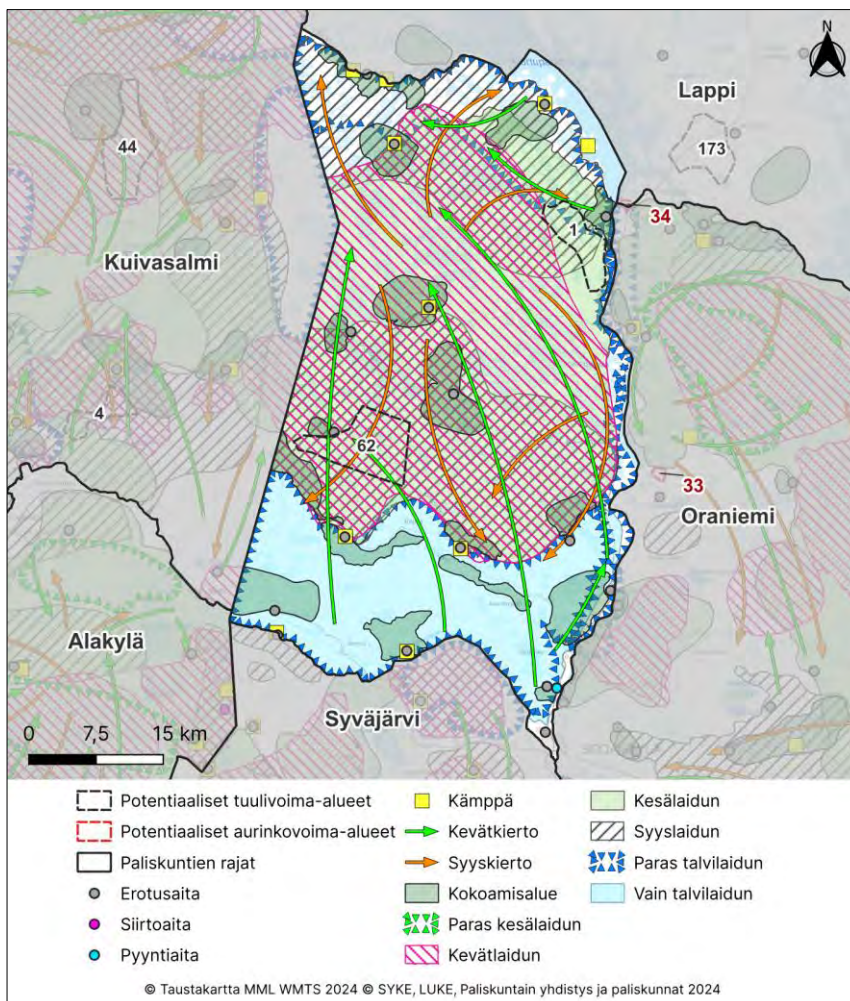 N
Lappi
44
173
34
1
Kuivasalmi
4
62
33
Oraniemi
Alakylä
Syväjärvi
0 7,5 15 km
Potentiaaliset tuulivoima-alueet
Potentiaaliset aurinkovoima-alueet
Paliskuntien rajat
Erotusaita
Siirtoaita
Pyyntiaita
Kämppä
Kevätkierto
Syyskierto
Kokoamisalue
Paras kesälaidun
Kevätlaidun
Kesälaidun
Syyslaidun
Paras talvilaidun
Vain talvilaidun
© Taustakartta MML WMTS 2024 © SYKE, LUKE, Paliskuntain yhdistys ja paliskunnat 2024